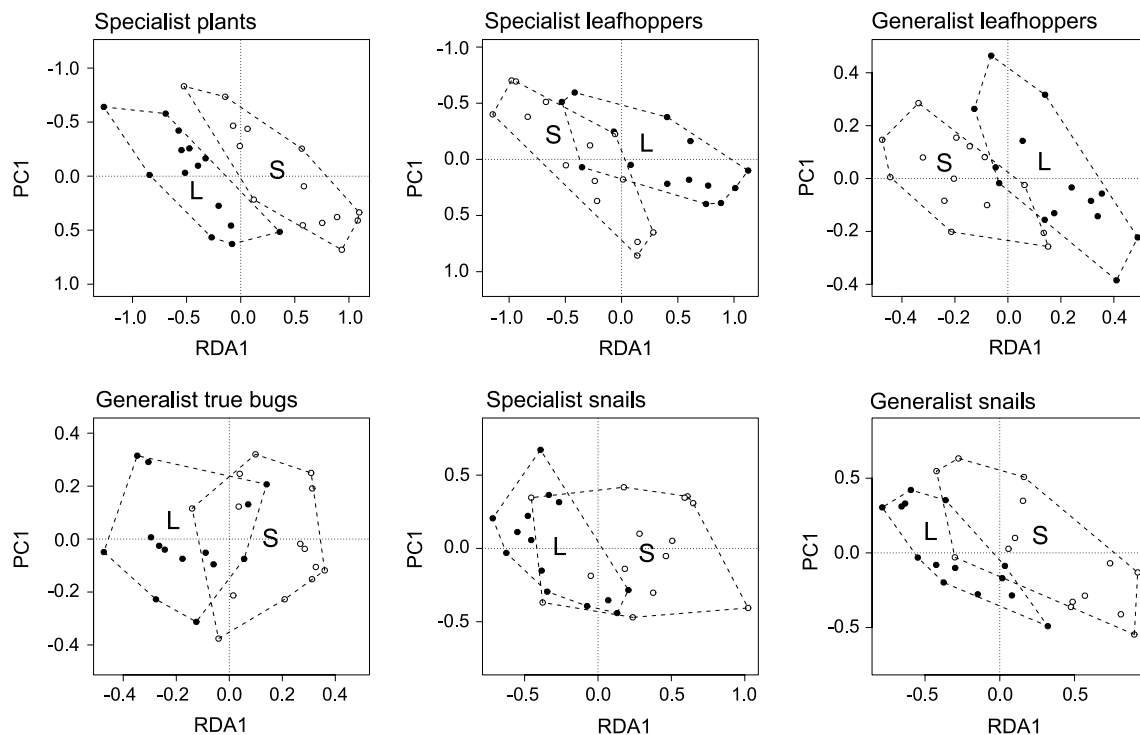 Specialist plants
Specialist leafhoppers
Generalist leafhoppers
-1.0
-0.5
0.0
0.5
1.0
PC1
L
S
-1.0
-0.5
0.0
0.5
1.0
RDA1
-1.0
-0.5
0.0
0.5
1.0
PC1
S
L
-1.0
-0.5
0.0
0.5
1.0
RDA1
0.4
0.2
0.0
-0.2
-0.4
PC1
S
L
-0.4
-0.2
0.0
0.2
0.4
RDA1
Generalist true bugs
Specialist snails
Generalist snails
0.4
0.2
0.0
-0.2
-0.4
PC1
L
S
-0.4
-0.2
0.0
0.2
0.4
RDA1
0.5
0.0
-0.5
PC1
L
S
-0.5
0.0
0.5
1.0
RDA1
0.5
0.0
-0.5
PC1
L
S
-0.5
0.0
0.5
RDA1